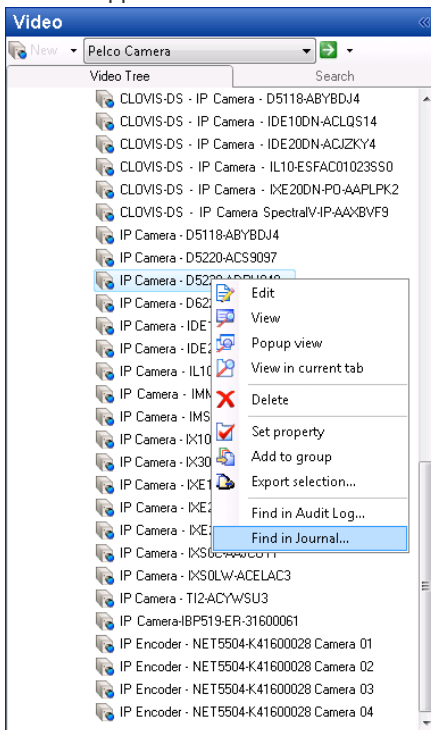 Video
New
Pelco Camera
Video Tree
Search
CLOVIS-DS - IP Camera - D5118-ABYBDJ4
CLOVIS-DS - IP Camera - IDE10DN-ACLQS14
CLOVIS-DS - IP Camera - IDE20DN-ACJZKY4
CLOVIS-DS - IP Camera - IL10-ESFAC01023SS0
CLOVIS-DS - IP Camera - IXE20DN-PO-AAPLPK2
CLOVIS-DS - IP Camera SpectraIV-IP-AAXBVF9
IP Camera - D5118-ABYBDJ4
IP Camera - D5220-ACS9097
IP Camera - D5220
IP Camera - D62
IP Camera - IDE
IP Camera - IDE
IP Camera - IL10
IP Camera - IM
IP Camera - IMS
IP Camera - IX10
IP Camera - IX30
IP Camera - IXE1
IP Camera - IXE2
IP Camera - IXE
IP Camera
IP Camera - IXS0LW-ACELAC3
IP Camera - TI2-ACYWSU3
IP Camera-IBP519-ER-31600061
IP Encoder - NET5504-K41600028 Camera 01
IP Encoder - NET5504-K41600028 Camera 02
IP Encoder - NET5504-K41600028 Camera 03
IP Encoder - NET5504-K41600028 Camera 04
Edit
View
Popup view
View in current tab
Delete
Set property
Add to group
Export selection...
Find in Audit Log...
Find in Journal...